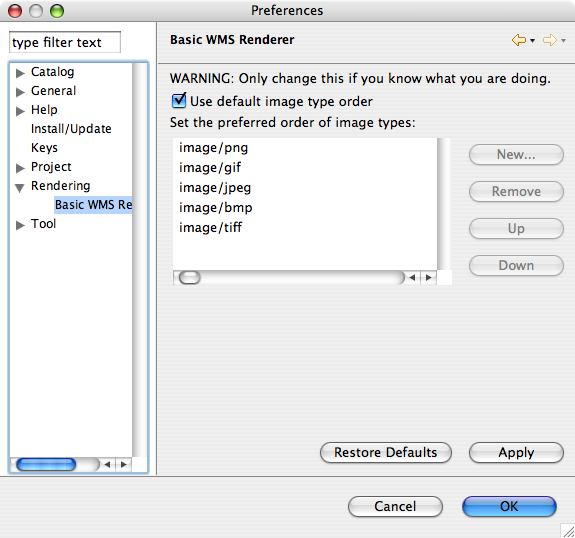 Preferences
type filter text
Catalog
General
Help
Install/Update
Keys
Project
Rendering
Basic WMS Re
Tool
Basic WMS Renderer
WARNING: Only change this if you know what you are doing.
Use default image type order
Set the preferred order of image types:
image/png
image/gif
image/jpeg
image/bmp
image/tiff
New...
Remove
Up
Down
Restore Defaults
Apply
Cancel
OK